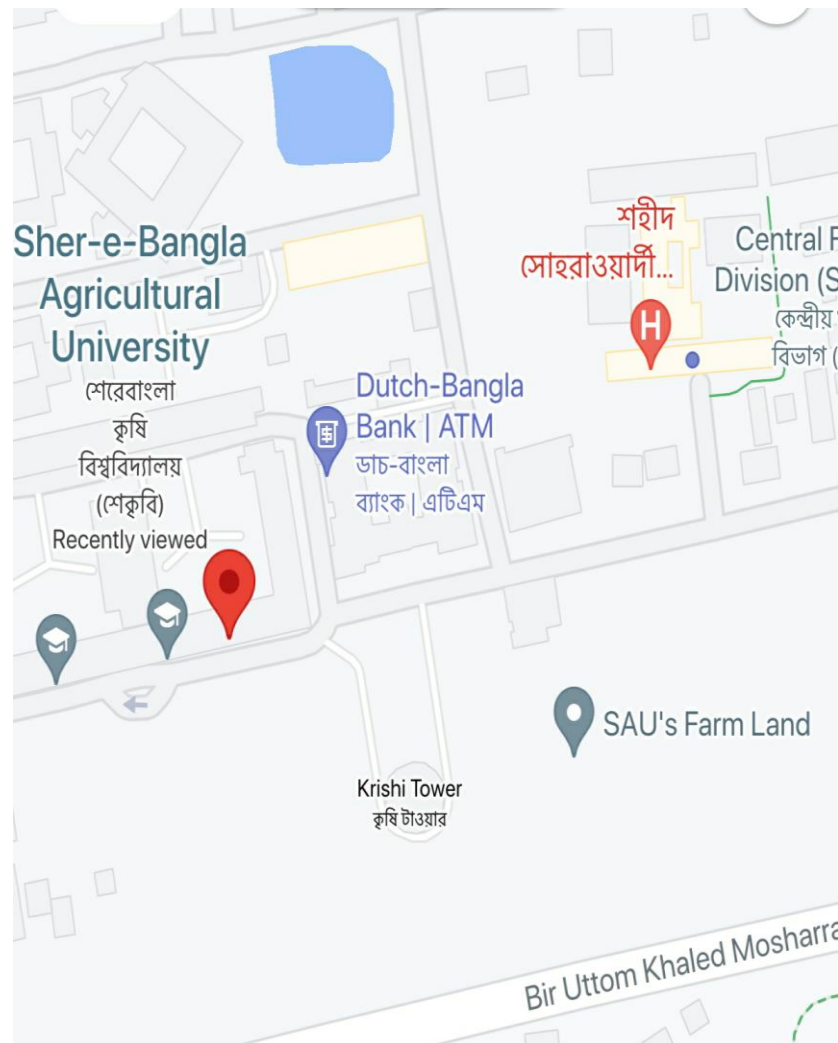 শহীদ
সোহরাওয়ার্দী...
H
Central F
Division (S
কেন্দ্রীয়
বিভাগ (
Sher-e-Bangla
Agricultural
University
শেরেবাংলা
কৃষি
বিশ্ববিদ্যালয়
(শেকৃবি)
Recently viewed
Dutch-Bangla
Bank | ATM
ডাচ-বাংলা
ব্যাংক | এটিএম
SAU's Farm Land
Krishi Tower
কৃষি টাওয়ার
Bir Uttom Khaled Mosharra